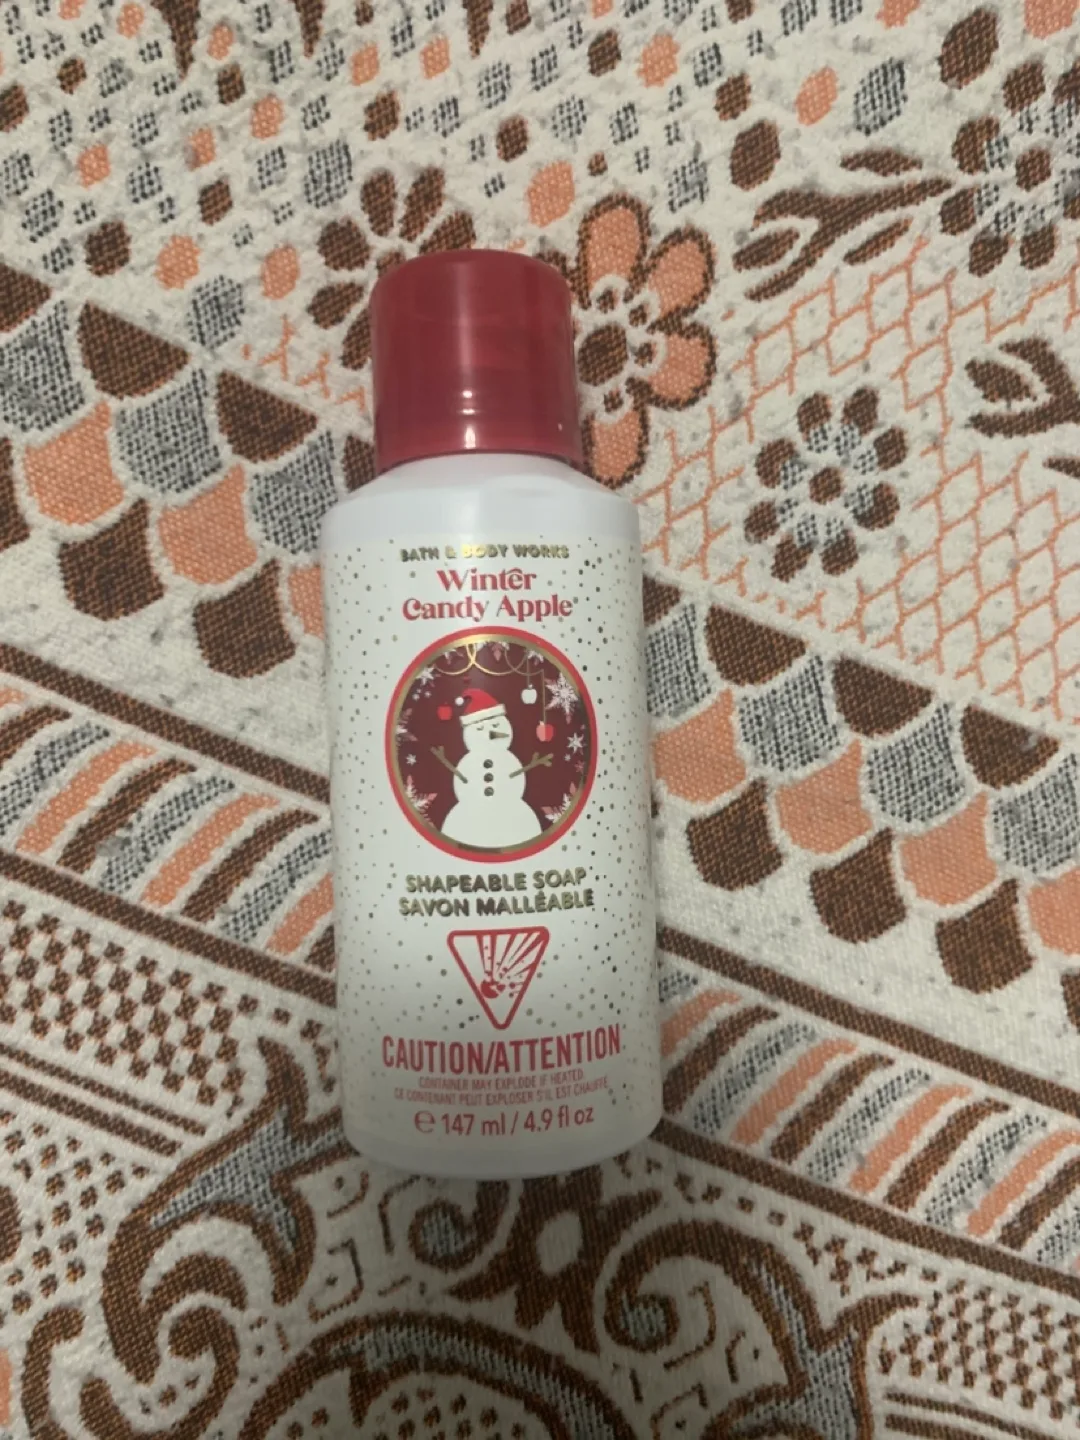 BATH & BODY WORKS
Winter
Candy Apple
SHAPEABLE SOAP
SAVON MALLÉABLE
CAUTION/ATTENTION
CONTAINER MAY EXPLODE IF HEATED
CE CONTENANT PEUT EXPLOSER S'IL EST CHAUFFÉ
℮ 147 ml / 4.9 fl oz